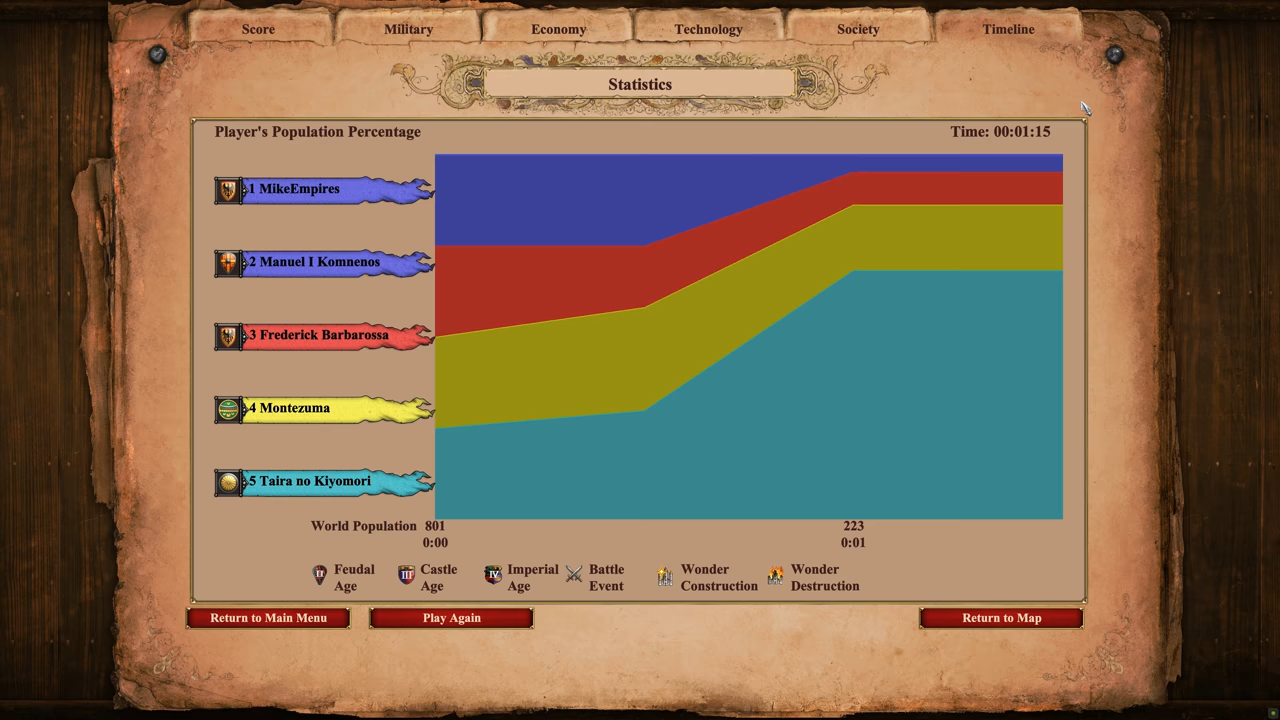 Score
Military
Economy
Technology
Society
Timeline
Statistics
Player's Population Percentage
Time: 00:01:15
1 MikeEmpires
2 Manuel I Komnenos
3 Frederick Barbarossa
4 Montezuma
5 Taira no Kiyomori
World Population 801 223
0:00 0:01
II
Feudal
Age
III
Castle
Age
IV
Imperial
Age
Battle
Event
Wonder
Construction
Wonder
Destruction
Return to Main Menu
Play Again
Return to Map